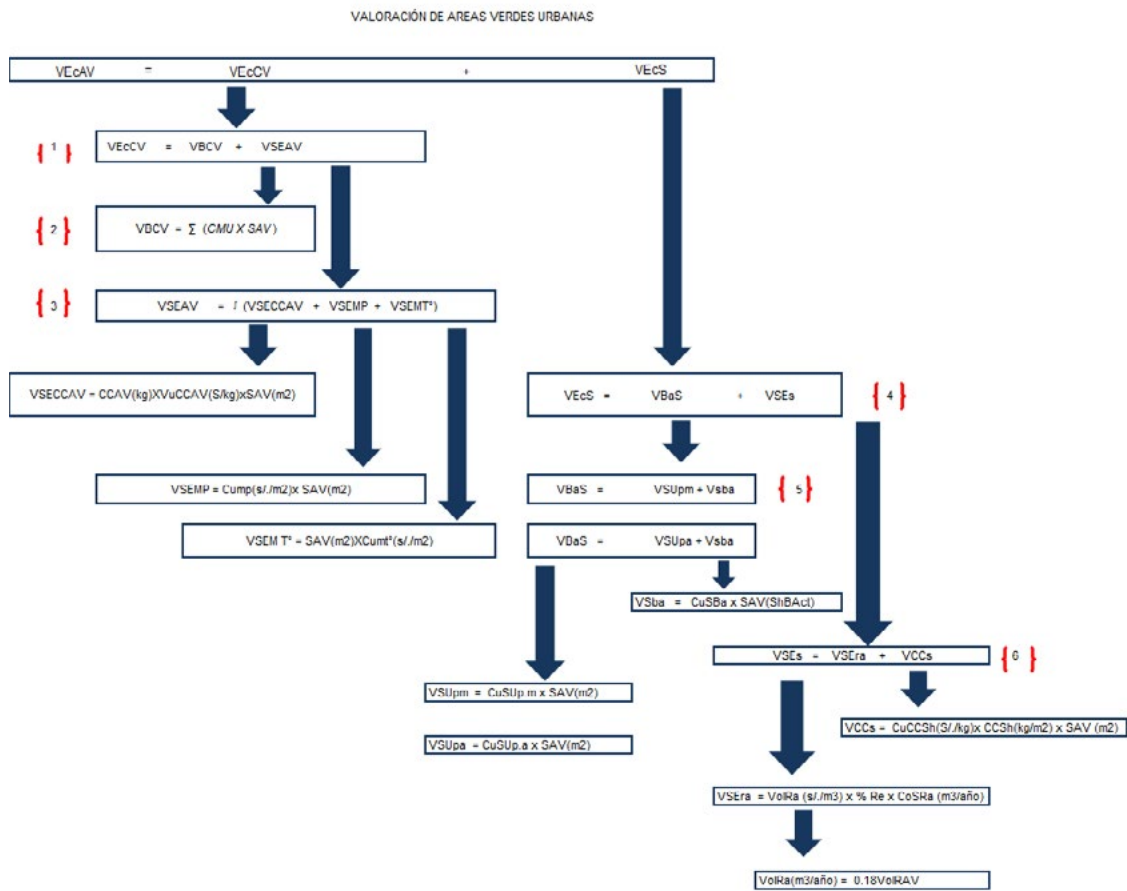 VALORACIÓN DE AREAS VERDES URBANAS
VEcAV = VEcCV + VEcS
{ 1 } VEcCV = VBCV + VSEAV
{ 2 } VBCV = Σ (CMU X SAV)
{ 3 } VSEAV = f (VSECCAV + VSEMP + VSEMT°)
VSECCAV = CCAV(kg)XVuCCAV(S/kg)xSAV(m2)
VEcS = VBaS + VSEs { 4 }
VSEMP = Cump(s/./m2)x SAV(m2)
VBaS = VSUpm + Vsba { 5 }
VSEM T° = SAV(m2)XCumt°(s/./m2)
VBaS = VSUpa + Vsba
VSba = CuSBa x SAV(ShBAct)
VSEs = VSEra + VCCs { 6 }
VSUpm = CuSUp.m x SAV(m2)
VCCs = CuCCSh(S/./kg)x CCSh(kg/m2) x SAV (m2)
VSUpa = CuSUp.a x SAV(m2)
VSEra = VolRa (s/./m3) x % Re x CoSRa (m3/año)
VolRa(m3/año) = 0.18VolRAV